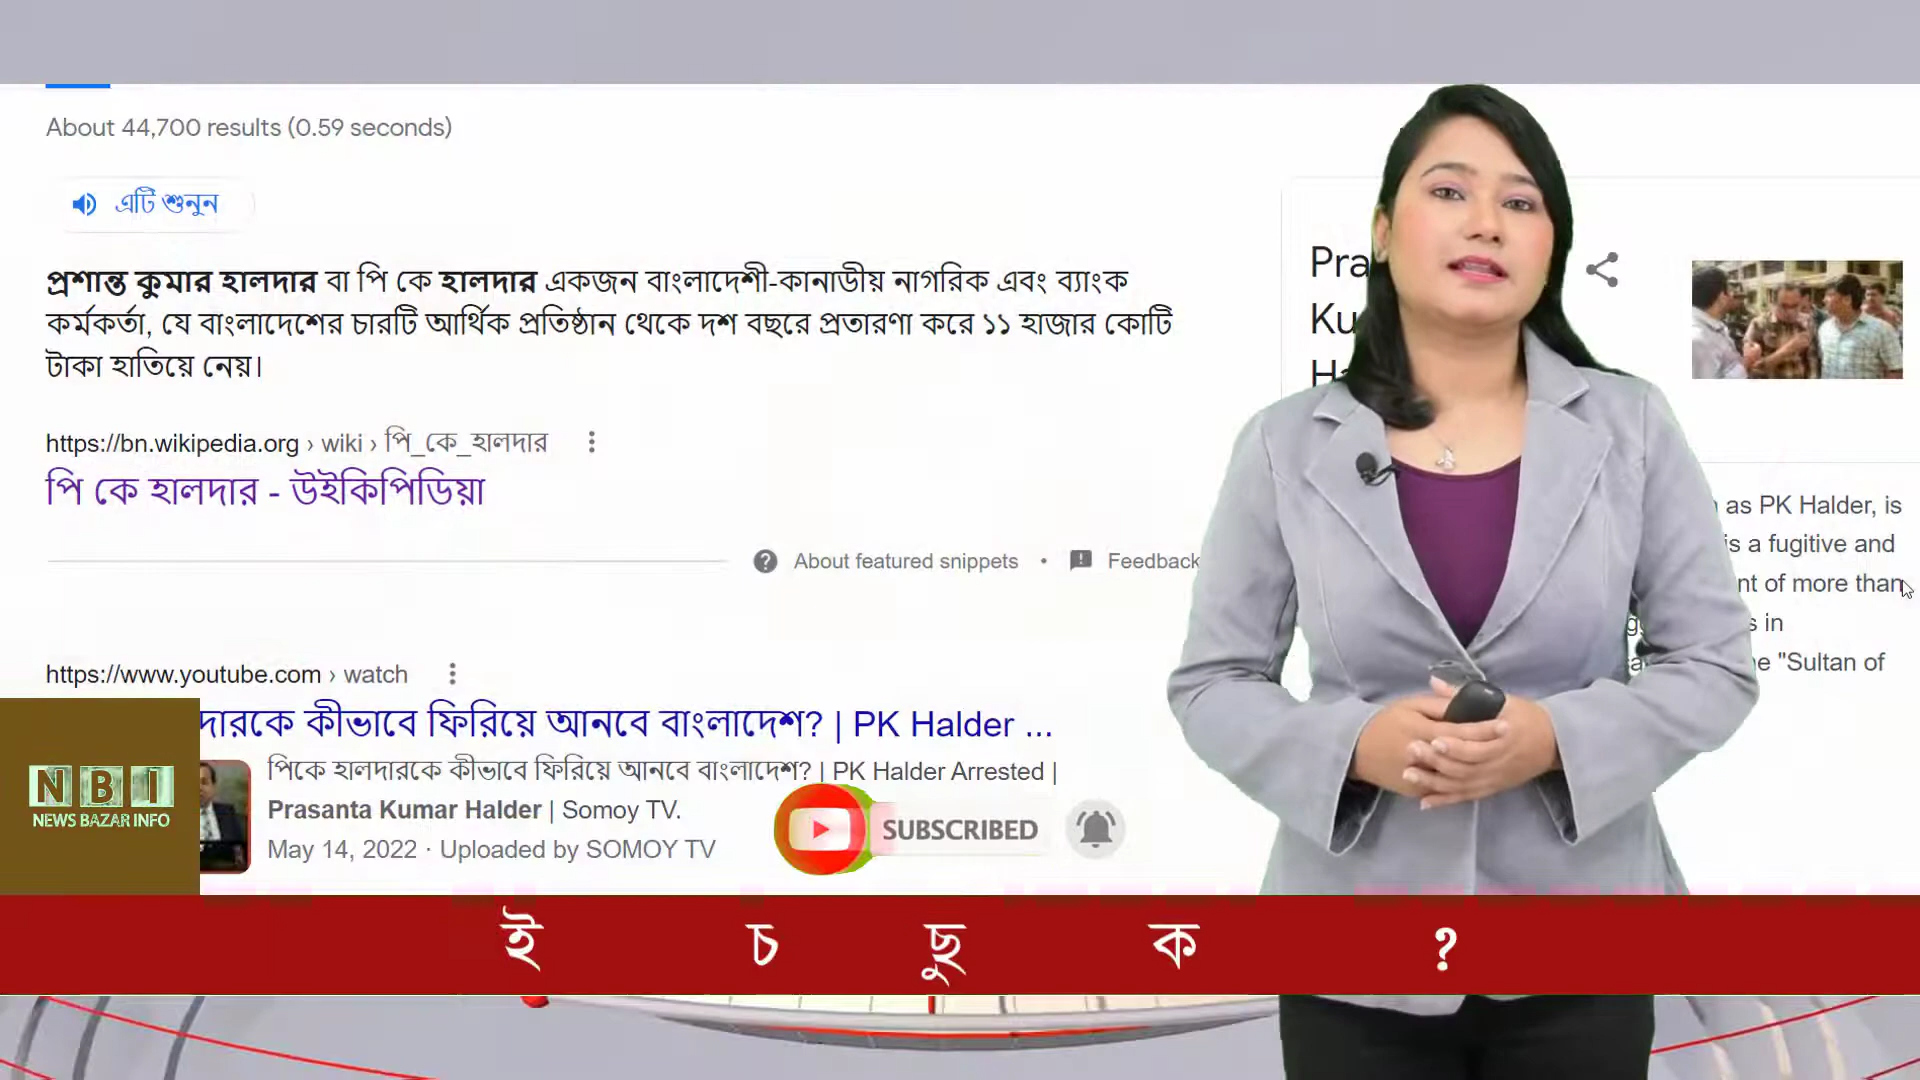 About 44,700 results (0.59 seconds)
এটি শুনুন
প্রশান্ত কুমার হালদার বা পি কে হালদার একজন বাংলাদেশী-কানাডীয় নাগরিক এবং ব্যাংক
কর্মকর্তা, যে বাংলাদেশের চারটি আর্থিক প্রতিষ্ঠান থেকে দশ বছরে প্রতারণা করে ১১ হাজার কোটি
টাকা হাতিয়ে নেয়।
https://bn.wikipedia.org › wiki › পি_কে_হালদার
পি কে হালদার - উইকিপিডিয়া
About featured snippets • Feedback
https://www.youtube.com › watch
দারকে কীভাবে ফিরিয়ে আনবে বাংলাদেশ? | PK Halder ...
পিকে হালদারকে কীভাবে ফিরিয়ে আনবে বাংলাদেশ? | PK Halder Arrested |
Prasanta Kumar Halder | Somoy TV.
May 14, 2022 · Uploaded by SOMOY TV
Pra
Ku
as PK Halder, is
is a fugitive and
nt of more than
s in
"Sultan of
NBI
NEWS BAZAR INFO
SUBSCRIBED
ই চ ছু ক ?